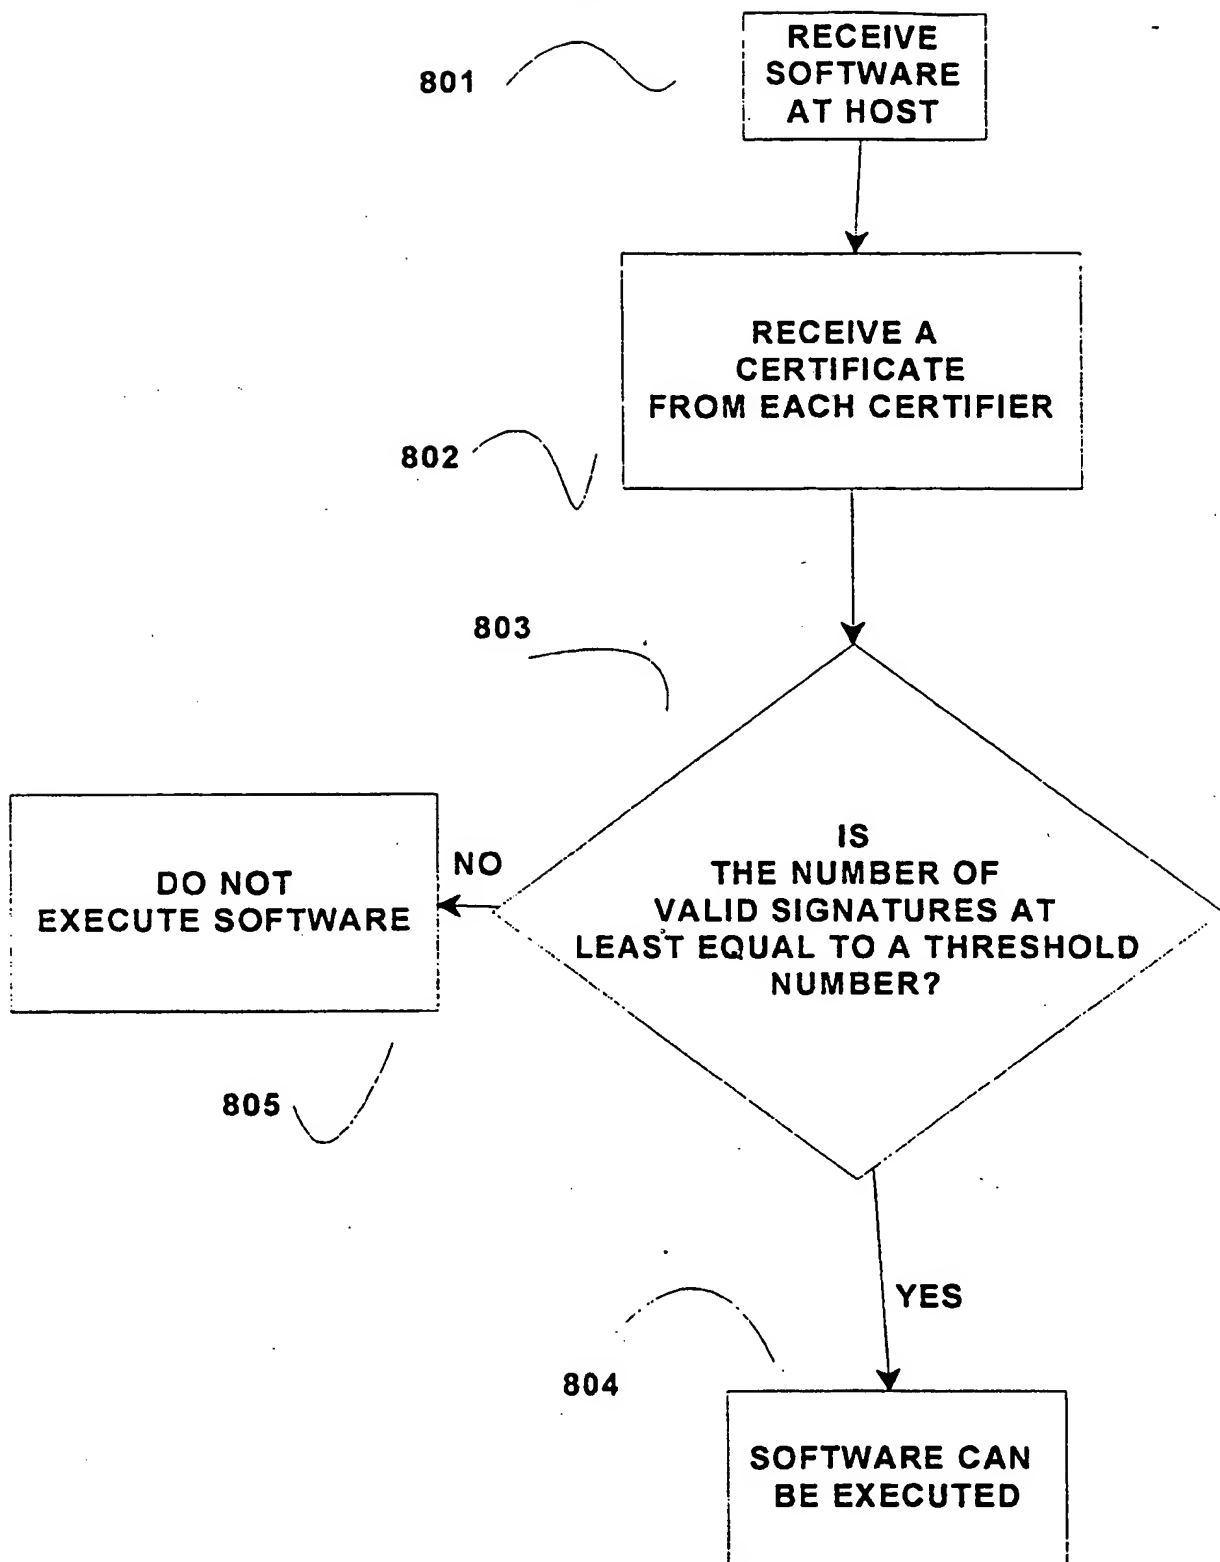 RECEIVE
SOFTWARE
AT HOST
801
RECEIVE A
CERTIFICATE
FROM EACH CERTIFIER
802
803
IS
THE NUMBER OF
VALID SIGNATURES AT
LEAST EQUAL TO A THRESHOLD
NUMBER?
NO
DO NOT
EXECUTE SOFTWARE
805
YES
804
SOFTWARE CAN
BE EXECUTED